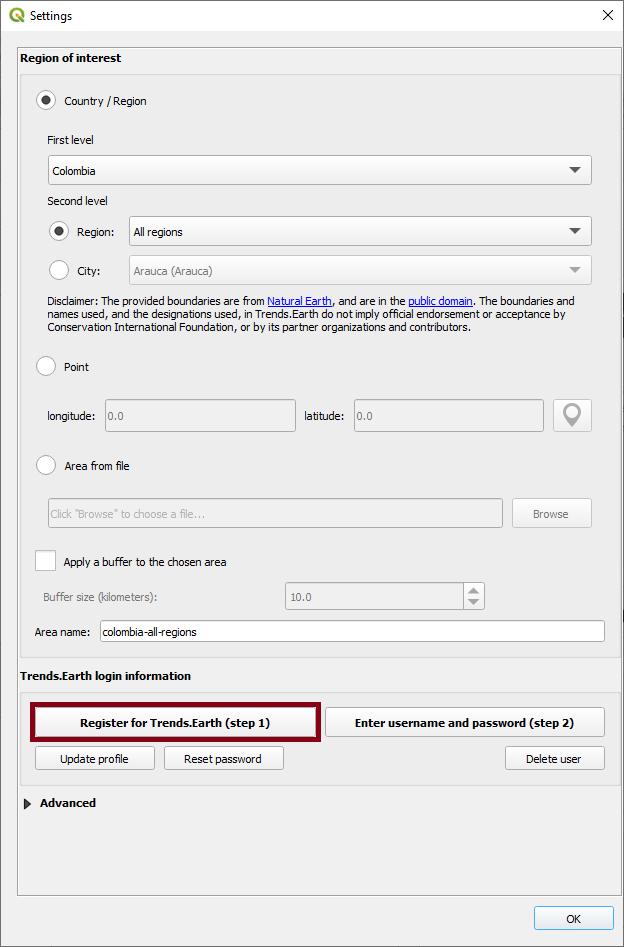 Settings
Region of interest
Country / Region
First level
Colombia
Second level
Region: All regions
City: Arauca (Arauca)
Disclaimer: The provided boundaries are from Natural Earth, and are in the public domain. The boundaries and
names used, and the designations used, in Trends.Earth do not imply official endorsement or acceptance by
Conservation International Foundation, or by its partner organizations and contributors.
Point
longitude: 0.0 latitude: 0.0
Area from file
Click "Browse" to choose a file... Browse
Apply a buffer to the chosen area
Buffer size (kilometers): 10.0
Area name: colombia-all-regions
Trends.Earth login information
Register for Trends.Earth (step 1) Enter username and password (step 2)
Update profile Reset password Delete user
Advanced
OK